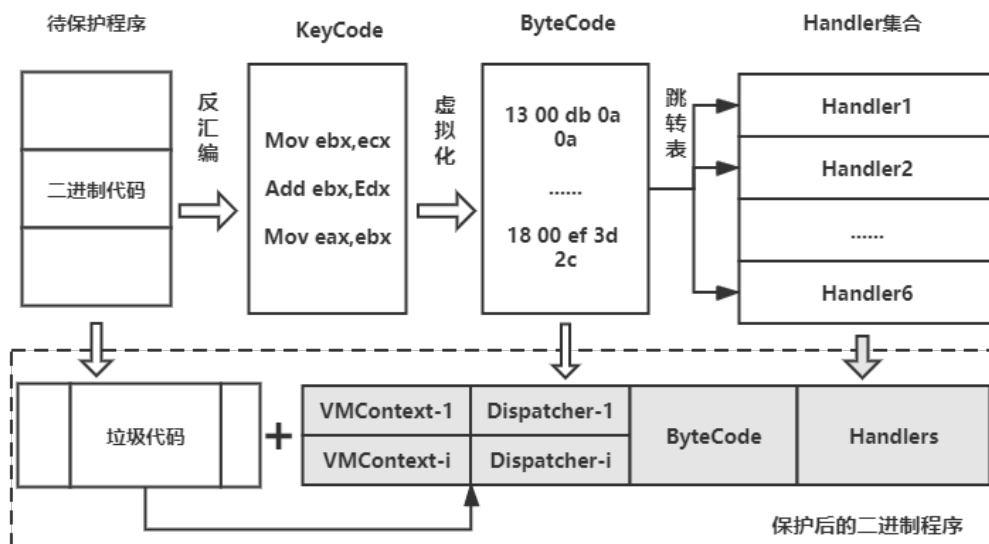 待保护程序
KeyCode
ByteCode
Handler集合
二进制代码
反汇编
Mov ebx,ecx
Add ebx,Edx
Mov eax,ebx
虚拟化
13 00 db 0a
0a
......
18 00 ef 3d
2c
跳转表
Handler1
Handler2
......
Handler6
垃圾代码
+
VMContext-1
Dispatcher-1
VMContext-i
Dispatcher-i
ByteCode
Handlers
保护后的二进制程序